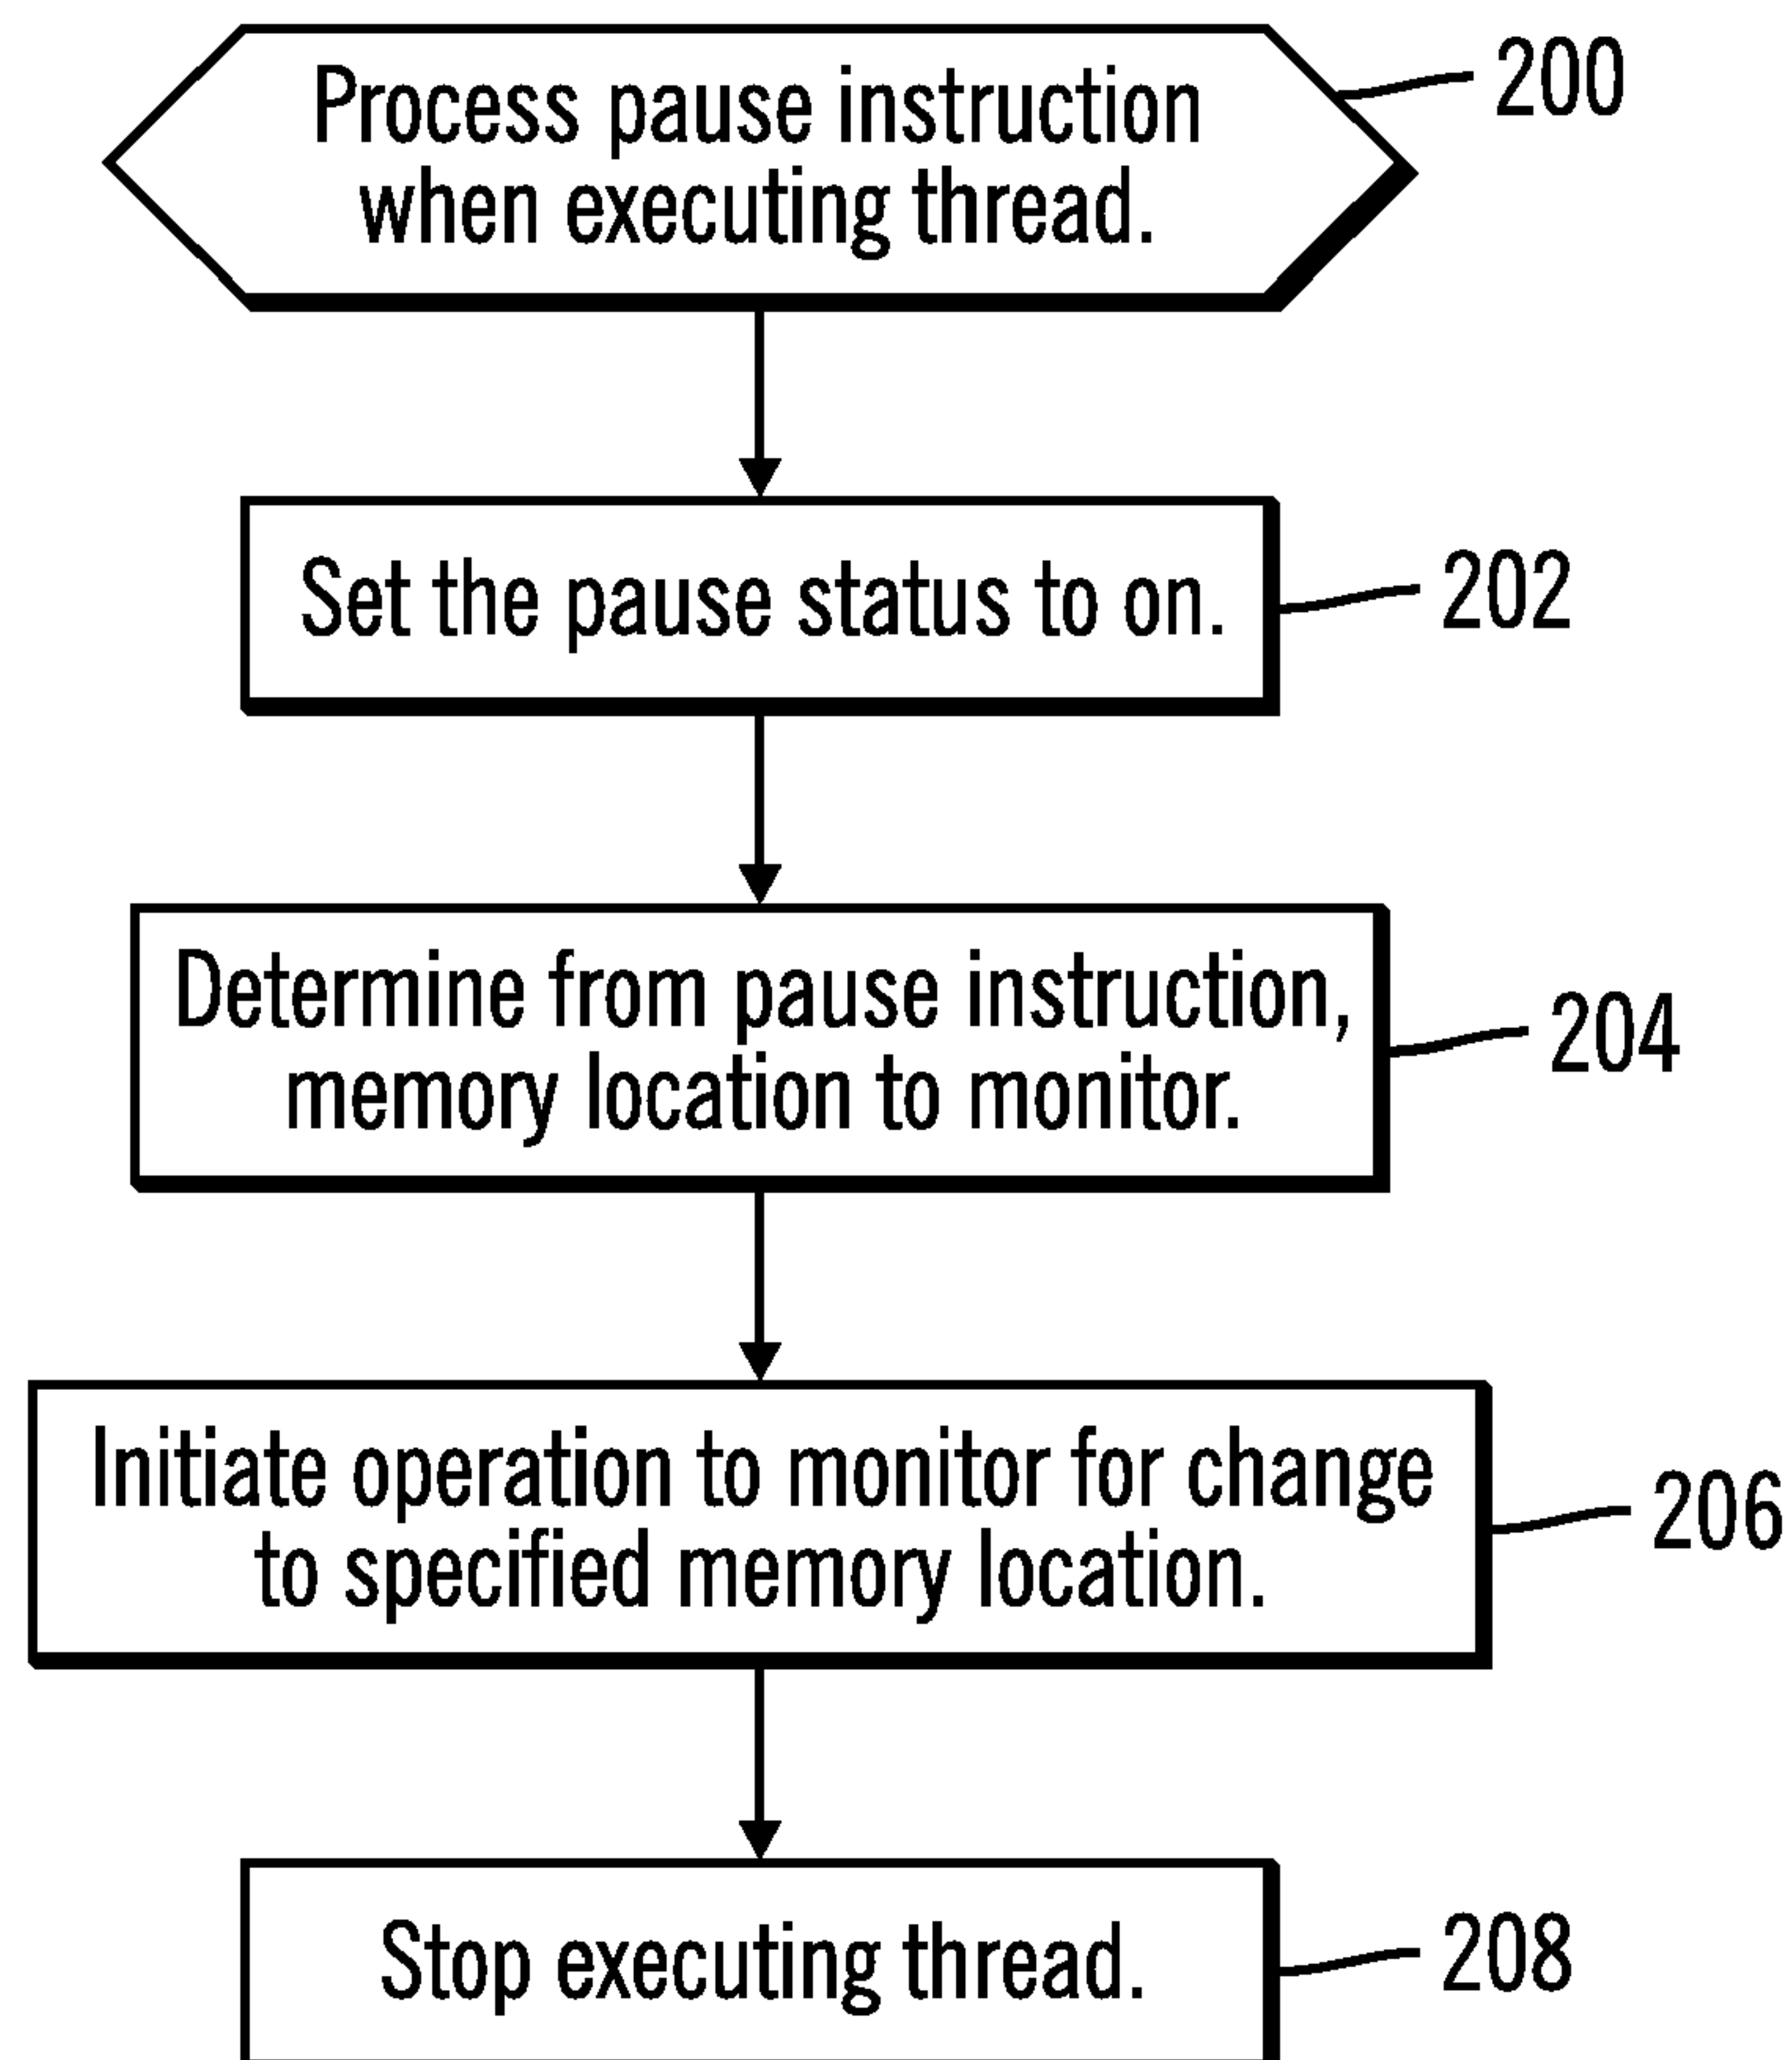 Process pause instruction
when executing thread.
200
Set the pause status to on.
202
Determine from pause instruction,
memory location to monitor.
204
Initiate operation to monitor for change
to specified memory location.
206
Stop executing thread.
208